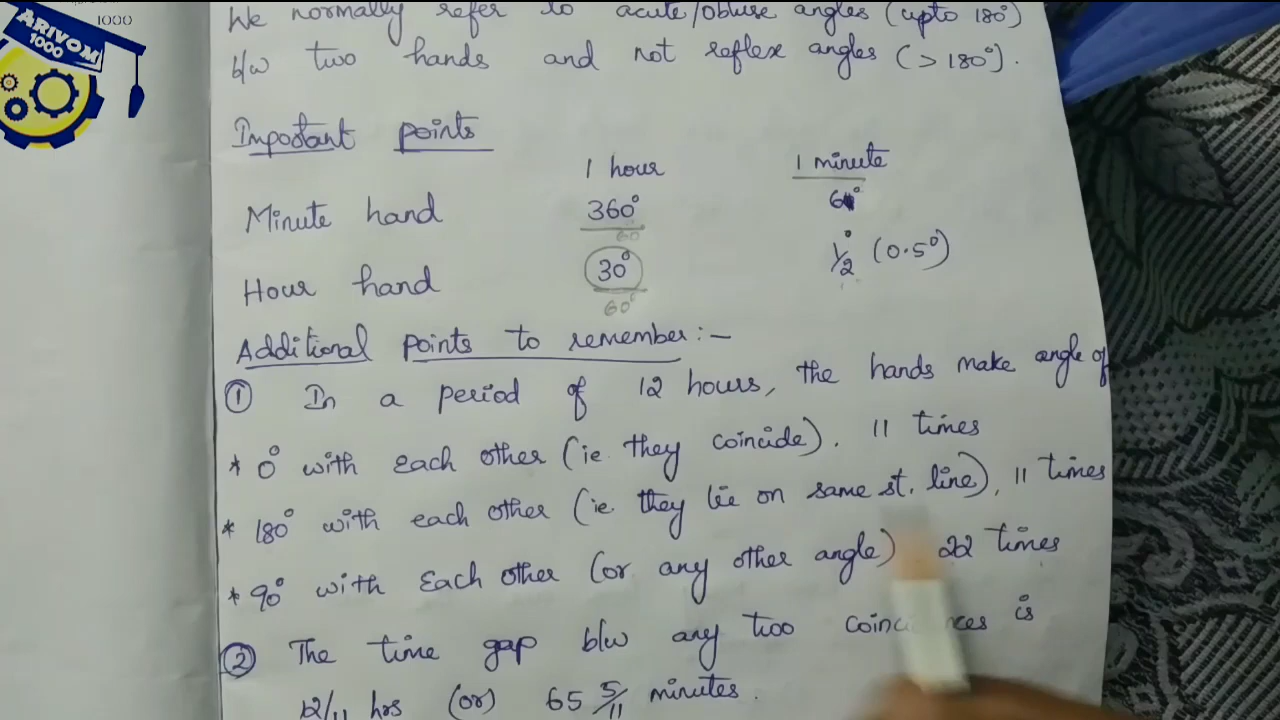 ARIVOM
1000
1000
We normally refer to acute/obtuse angles (upto 180°)
b/w two hands and not reflex angles (>180°).
Important points
1 hour 1 minute
Minute hand 360° 6°
60
Hour hand 30° 1/2° (0.5°)
60°
Additional points to remember:-
① In a period of 12 hours, the hands make angle of
* 0° with each other (ie. they coincide). 11 times
* 180° with each other (ie. they lie on same st. line), 11 times
* 90° with Each other (or any other angle) 22 times
② The time gap b/w any two is
12/11 hrs (or) 65 5/11 minutes.